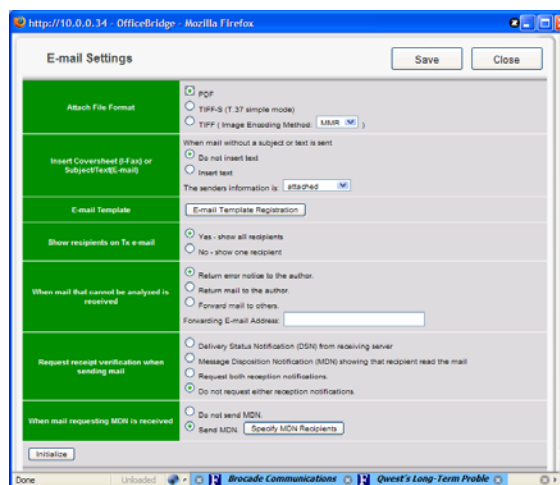 http://10.0.0.34 - OfficeBridge - Mozilla Firefox
E-mail Settings
Save
Close
Attach File Format
PDF
TIFF-S (T.37 simple mode)
TIFF ( Image Encoding Method: MMR )
Insert Coversheet (I-Fax) or Subject/Text(E-mail)
When mail without a subject or text is sent
Do not insert text
Insert text
The senders information is: attached
E-mail Template
E-mail Template Registration
Show recipients on Tx e-mail
Yes - show all recipients
No - show one recipient
When mail that cannot be analyzed is received
Return error notice to the author.
Return mail to the author.
Forward mail to others.
Forwarding E-mail Address:
Request receipt verification when sending mail
Delivery Status Notification (DSN) from receiving server
Message Disposition Notification (MDN) showing that recipient read the mail
Request both reception notifications.
Do not request either reception notifications
When mail requesting MDN is received
Do not send MDN.
Send MDN. Specify MDN Recipients
Initialize
Done
Unloaded
Brocade Communications
Qwest's Long-Term Proble